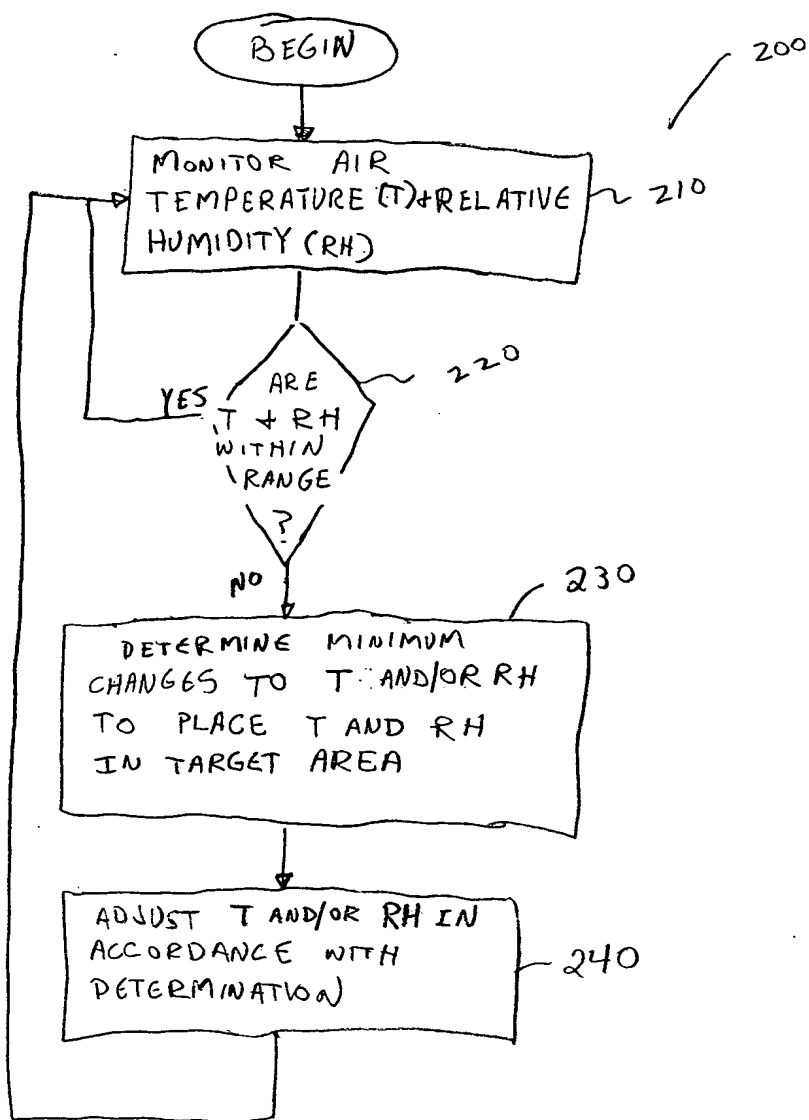 BEGIN
200
MONITOR AIR
TEMPERATURE (T)+RELATIVE
HUMIDITY (RH)
210
ARE
T + RH
WITHIN
RANGE
?
220
YES
NO
230
DETERMINE MINIMUM
CHANGES TO T AND/OR RH
TO PLACE T AND RH
IN TARGET AREA
ADJUST T AND/OR RH IN
ACCORDANCE WITH
DETERMINATION
240